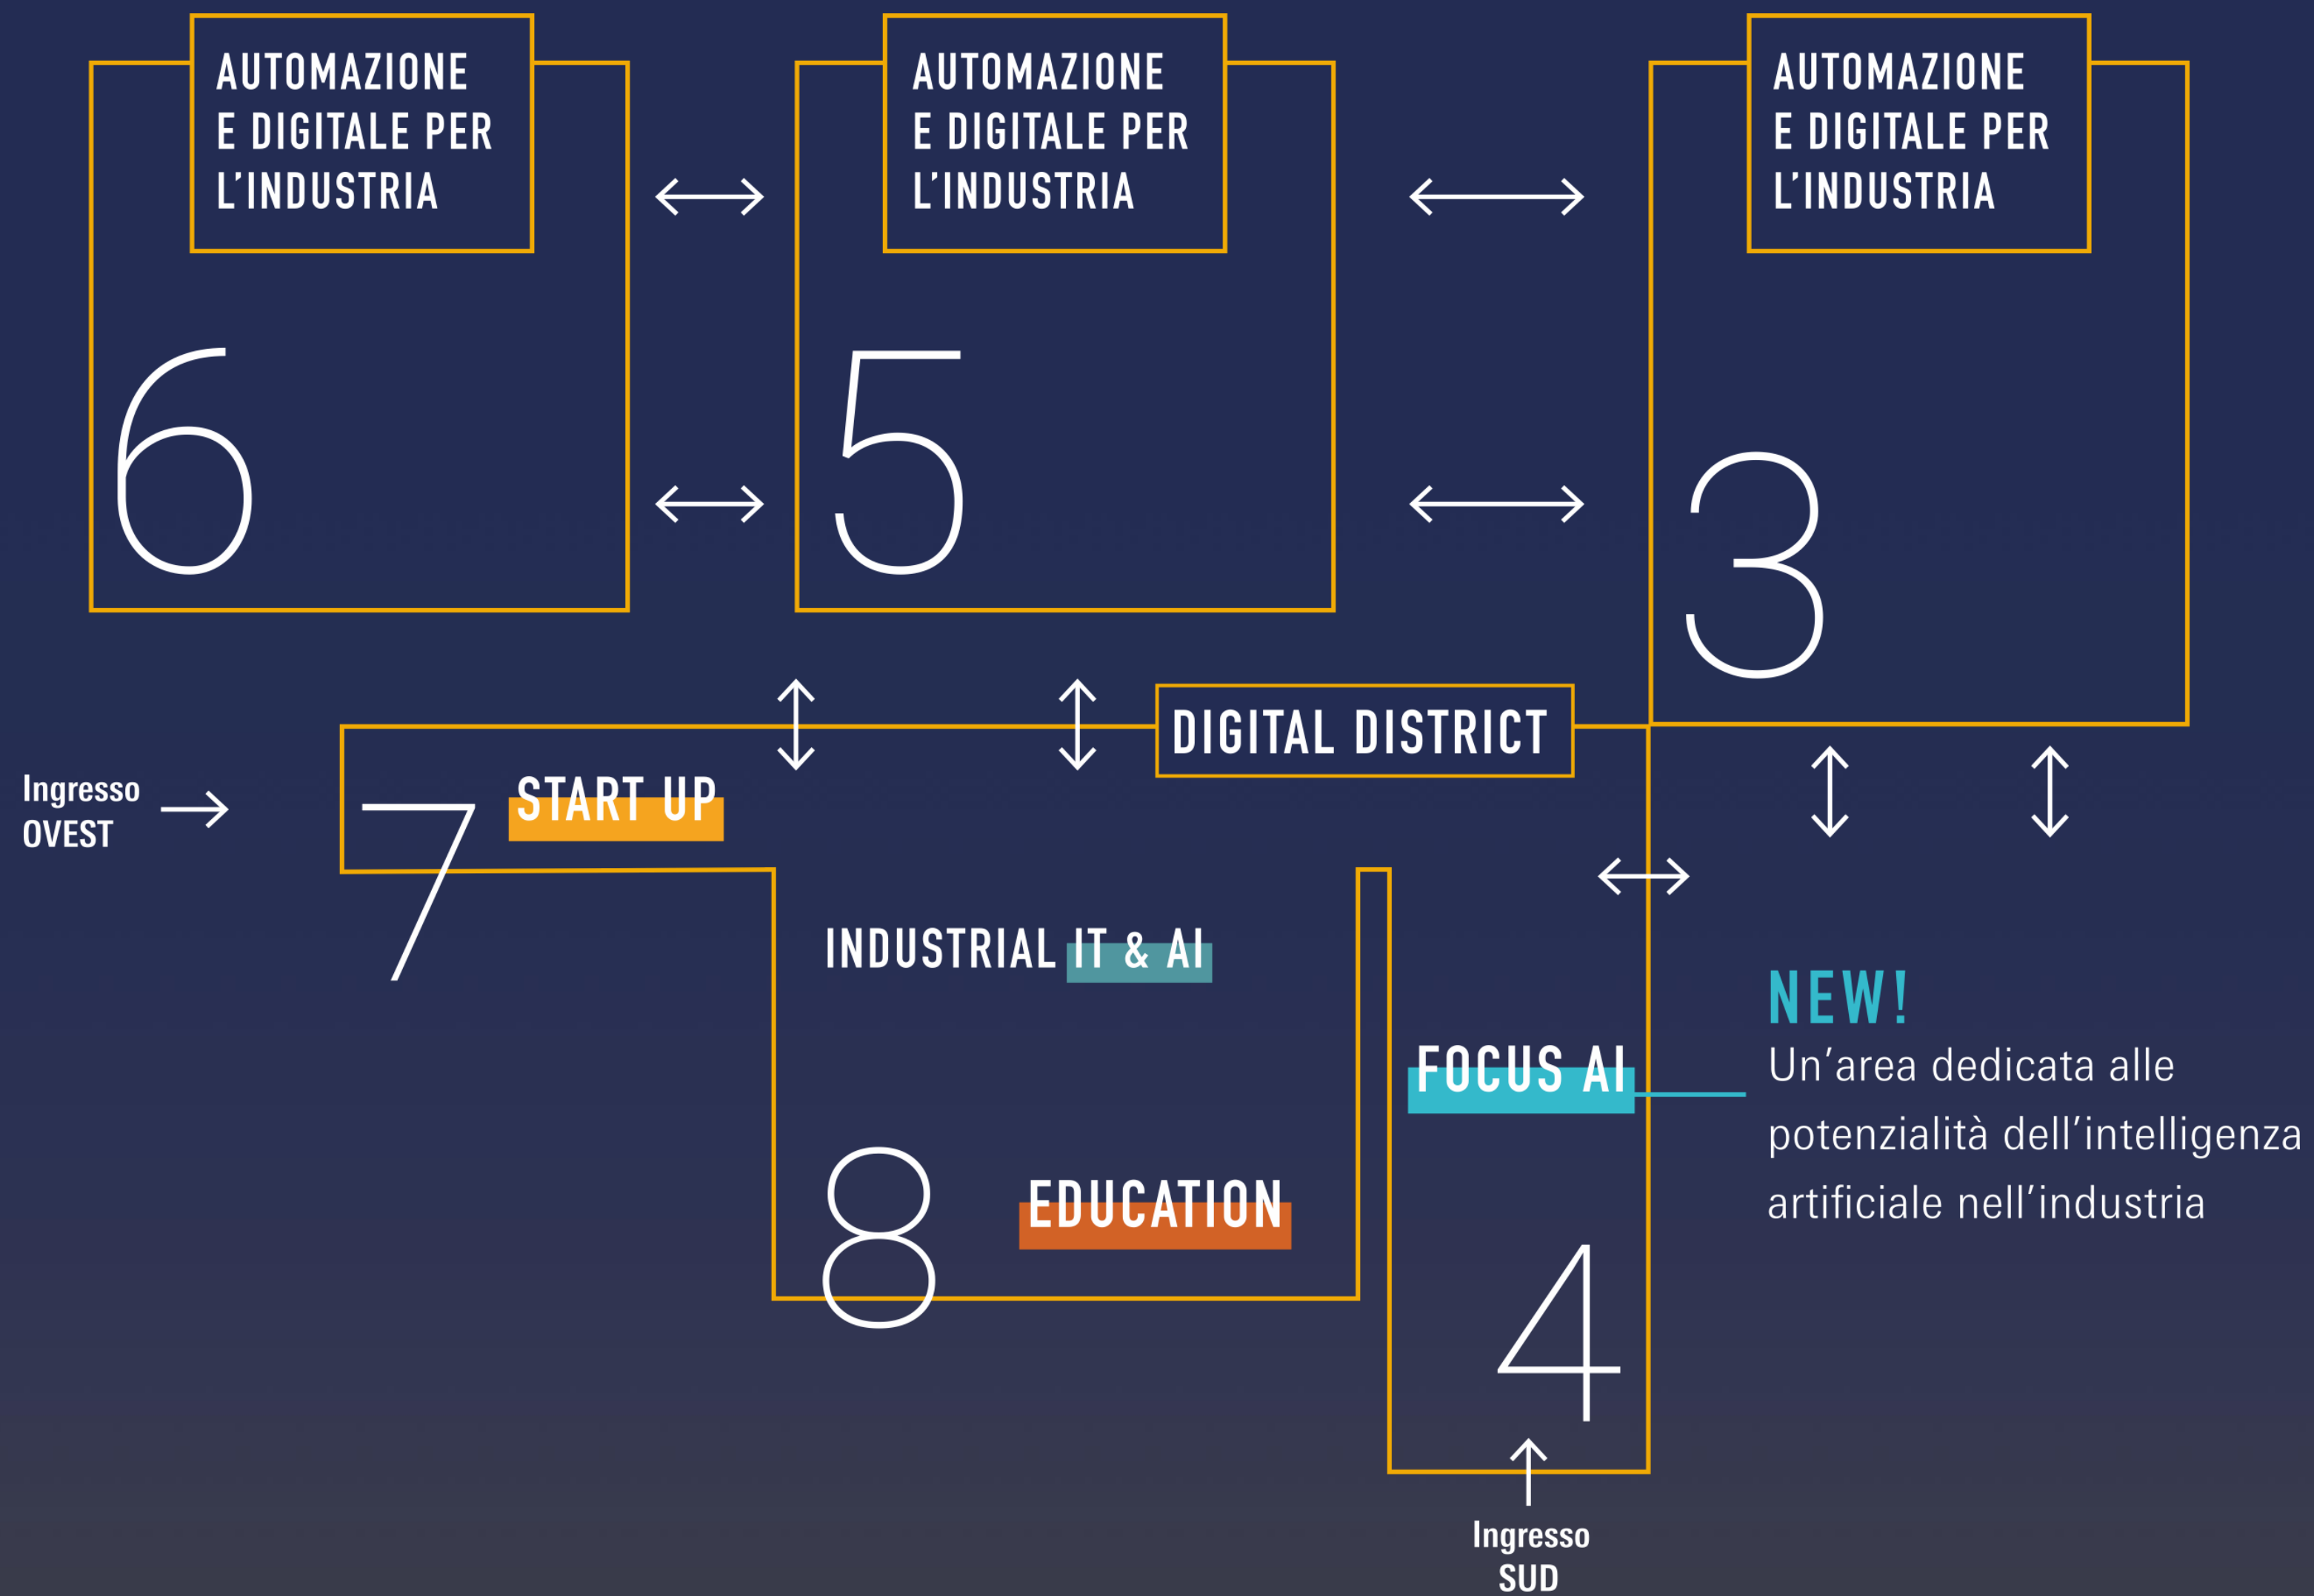 AUTOMAZIONE
E DIGITALE PER
L'INDUSTRIA
6
AUTOMAZIONE
E DIGITALE PER
L'INDUSTRIA
5
AUTOMAZIONE
E DIGITALE PER
L'INDUSTRIA
3
DIGITAL DISTRICT
Ingresso
OVEST
7
START UP
INDUSTRIAL IT & AI
8
EDUCATION
FOCUS AI
4
NEW!
Un'area dedicata alle
potenzialità dell'intelligenza
artificiale nell'industria
Ingresso
SUD